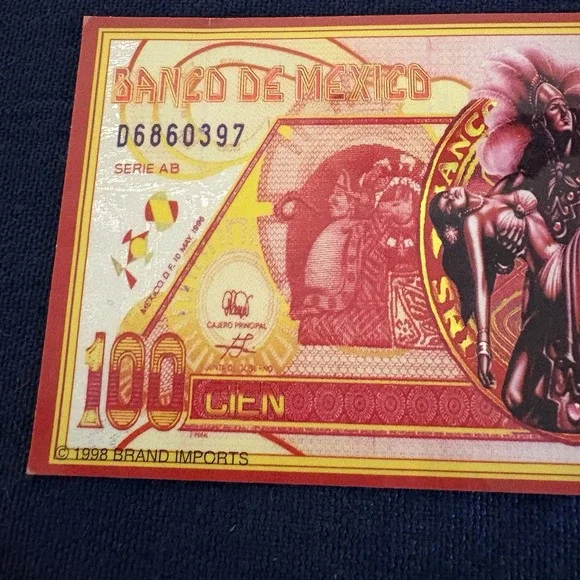 BANCO DE MEXICO
D6860397
SERIE AB
MEXICO, D. F. 10 MAY. 1996
CAJERO PRINCIPAL
100
CIEN
© 1998 BRAND IMPORTS